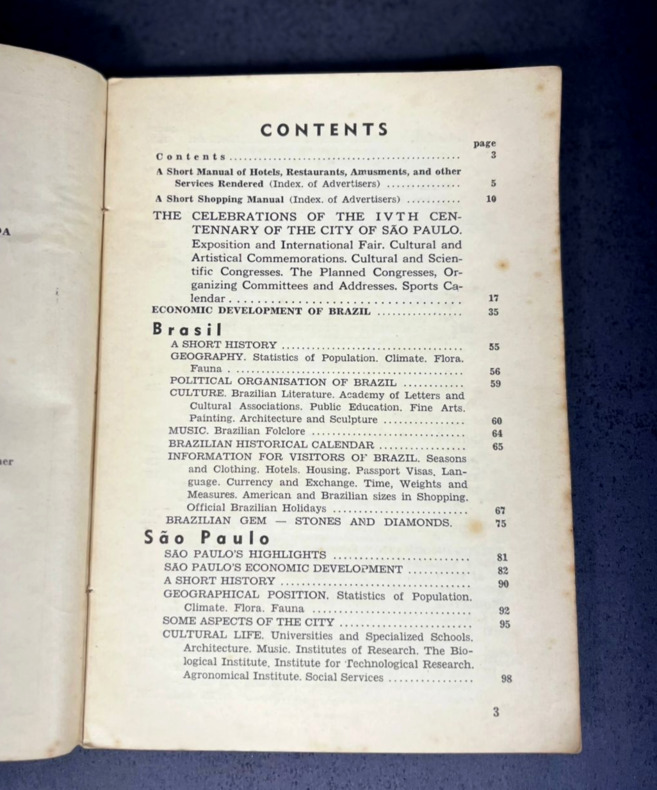 DA
ner
CONTENTS
page
Contents ............................................. 3
A Short Manual of Hotels, Restaurants, Amusments, and other
Services Rendered (Index. of Advertisers) .............. 5
A Short Shopping Manual (Index. of Advertisers) ........... 10
THE CELEBRATIONS OF THE IVTH CEN-
TENNARY OF THE CITY OF SÃO PAULO.
Exposition and International Fair. Cultural and
Artistical Commemorations. Cultural and Scien-
tific Congresses. The Planned Congresses, Or-
ganizing Committees and Addresses. Sports Ca-
lendar .................................. 17
ECONOMIC DEVELOPMENT OF BRAZIL ................ 35
Brasil
A SHORT HISTORY ................................... 55
GEOGRAPHY. Statistics of Population. Climate. Flora.
Fauna . ............................................ 56
POLITICAL ORGANISATION OF BRAZIL ............ 59
CULTURE. Brazilian Literature. Academy of Letters and
Cultural Associations. Public Education. Fine Arts.
Painting. Architecture and Sculpture ................ 60
MUSIC. Brazilian Folclore ............................... 64
BRAZILIAN HISTORICAL CALENDAR ................. 65
INFORMATION FOR VISITORS OF BRAZIL. Seasons
and Clothing. Hotels. Housing. Passport Visas, Lan-
guage. Currency and Exchange. Time, Weights and
Measures. American and Brazilian sizes in Shopping.
Official Brazilian Holidays .......................... 67
BRAZILIAN GEM — STONES AND DIAMONDS. 75
São Paulo
SÃO PAULO'S HIGHLIGHTS .......................... 81
SÃO PAULO'S ECONOMIC DEVELOPMENT ............ 82
A SHORT HISTORY ..................................... 90
GEOGRAPHICAL POSITION. Statistics of Population.
Climate. Flora. Fauna ............................... 92
SOME ASPECTS OF THE CITY .......................... 95
CULTURAL LIFE. Universities and Specialized Schools.
Architecture. Music. Institutes of Research. The Bio-
logical Institute, Institute for Technological Research.
Agronomical Institute. Social Services ................ 98
3